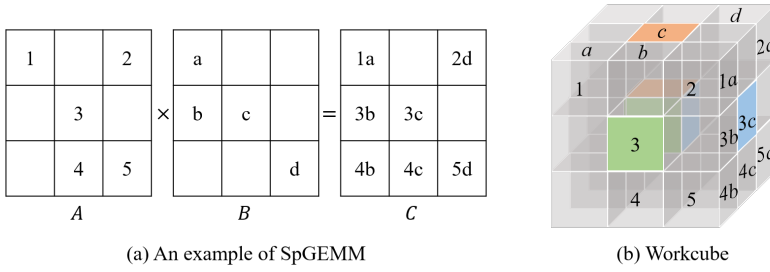 1 2 a 1a 2d
3 × b c = 3b 3c
4 5 d 4b 4c 5d
A B C
(a) An example of SpGEMM
d
c
a b 2d
1 2 1a
3c
3 3b 5d
4c
4 5 4b
(b) Workcube